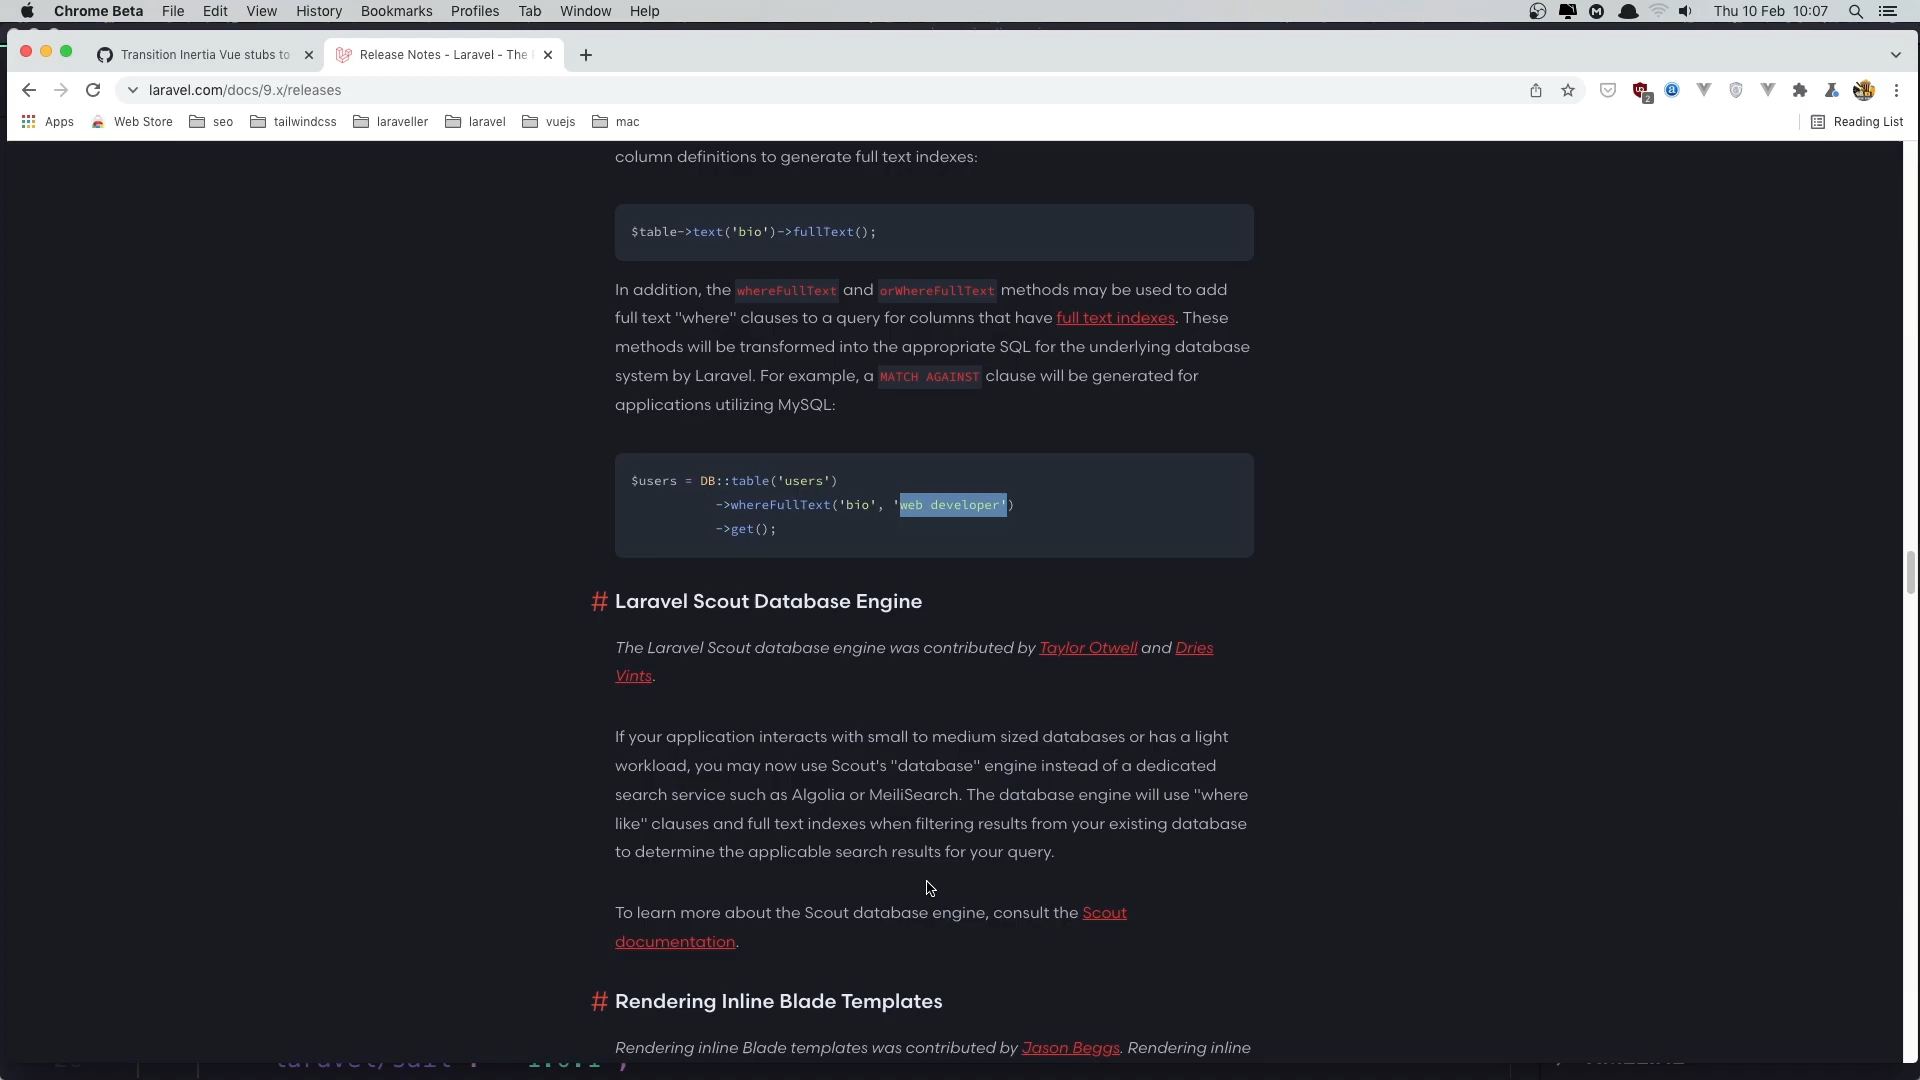 Chrome Beta File Edit View History Bookmarks Profiles Tab Window Help Thu 10 Feb 10:07
Transition Inertia Vue stubs to Release Notes - Laravel - The
laravel.com/docs/9.x/releases 2
Apps Web Store seo tailwindcss laraveller laravel vuejs mac Reading List
column definitions to generate full text indexes:
$table->text('bio')->fullText();
In addition, the whereFullText and orWhereFullText methods may be used to add
full text "where" clauses to a query for columns that have full text indexes. These
methods will be transformed into the appropriate SQL for the underlying database
system by Laravel. For example, a MATCH AGAINST clause will be generated for
applications utilizing MySQL:
$users = DB::table('users')
->whereFullText('bio', 'web developer')
->get();
# Laravel Scout Database Engine
The Laravel Scout database engine was contributed by Taylor Otwell and Dries
Vints.
If your application interacts with small to medium sized databases or has a light
workload, you may now use Scout's "database" engine instead of a dedicated
search service such as Algolia or MeiliSearch. The database engine will use "where
like" clauses and full text indexes when filtering results from your existing database
to determine the applicable search results for your query.
To learn more about the Scout database engine, consult the Scout
documentation.
# Rendering Inline Blade Templates
Rendering inline Blade templates was contributed by Jason Beggs. Rendering inline